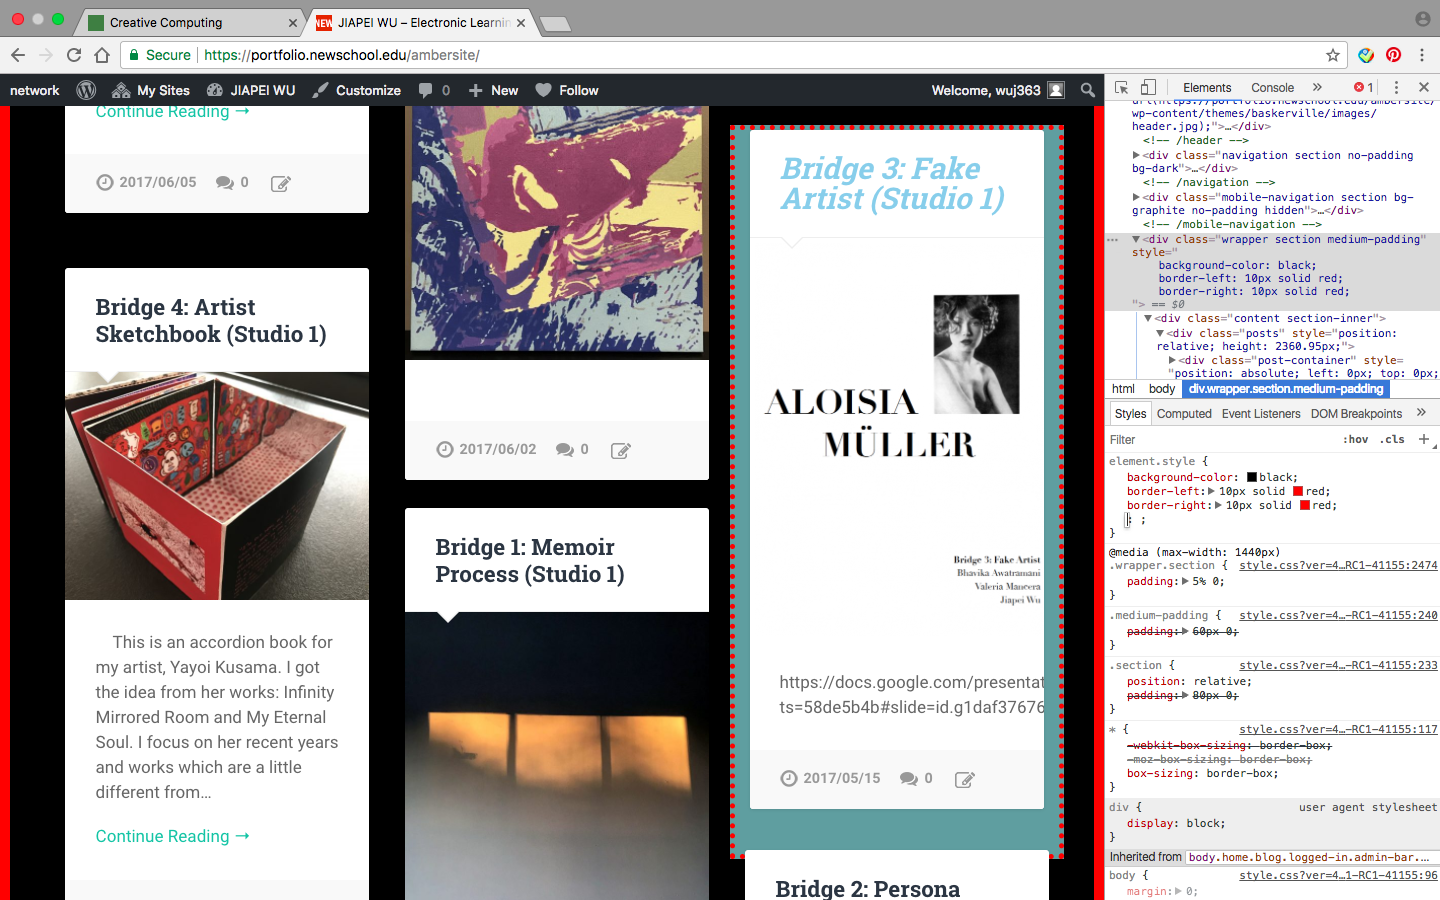 Creative Computing
NEW JIAPEI WU – Electronic Learnin
Secure https://portfolio.newschool.edu/ambersite/
network My Sites JIAPEI WU Customize 0 New Follow Welcome, wuj363
Continue Reading →
2017/06/05 0
Bridge 4: Artist
Sketchbook (Studio 1)
This is an accordion book for
my artist, Yayoi Kusama. I got
the idea from her works: Infinity
Mirrored Room and My Eternal
Soul. I focus on her recent years
and works which are a little
different from…
Continue Reading →
2017/06/02 0
Bridge 1: Memoir
Process (Studio 1)
Bridge 3: Fake
Artist (Studio 1)
ALOISIA
MÜLLER
Bridge 3: Fake Artist
Bhavika Awatramani
Valeria Mancera
Jiapei Wu
https://docs.google.com/presentat
ts=58de5b4b#slide=id.g1daf37676
2017/05/15 0
Bridge 2: Persona
Elements Console » 1
wp-content/themes/baskerville/images/
header.jpg);">…</div>
<!-- /header -->
<div class="navigation section no-padding
bg-dark">…</div>
<!-- /navigation -->
<div class="mobile-navigation section bg-
graphite no-padding hidden">…</div>
<!-- /mobile-navigation -->
<div class="wrapper section medium-padding"
style="
background-color: black;
border-left: 10px solid red;
border-right: 10px solid red;
"> == $0
<div class="content section-inner">
<div class="posts" style="position:
relative; height: 2360.95px;">
<div class="post-container" style=
"position: absolute; left: 0px; top: 0px;
html body div.wrapper.section.medium-padding
Styles Computed Event Listeners DOM Breakpoints »
Filter :hov .cls +
element.style {
background-color: black;
border-left: 10px solid red;
border-right: 10px solid red;
: ;
}
@media (max-width: 1440px)
.wrapper.section { style.css?ver=4…RC1-41155:2474
padding: 5% 0;
}
.medium-padding { style.css?ver=4…-RC1-41155:240
padding: 60px 0;
}
.section { style.css?ver=4…-RC1-41155:233
position: relative;
padding: 80px 0;
}
* { style.css?ver=4…-RC1-41155:117
-webkit-box-sizing: border-box;
-moz-box-sizing: border-box;
box-sizing: border-box;
}
div { user agent stylesheet
display: block;
}
Inherited from body.home.blog.logged-in.admin-bar.…
body { style.css?ver=4…1-RC1-41155:96
margin: 0;